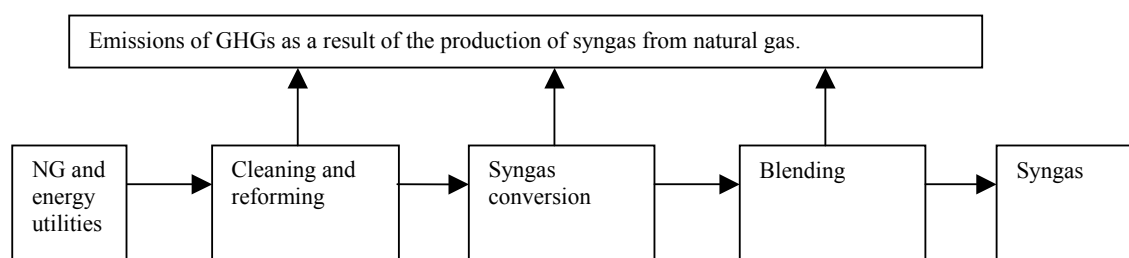 Emissions of GHGs as a result of the production of syngas from natural gas.
NG and
energy
utilities
Cleaning and
reforming
Syngas
conversion
Blending
Syngas